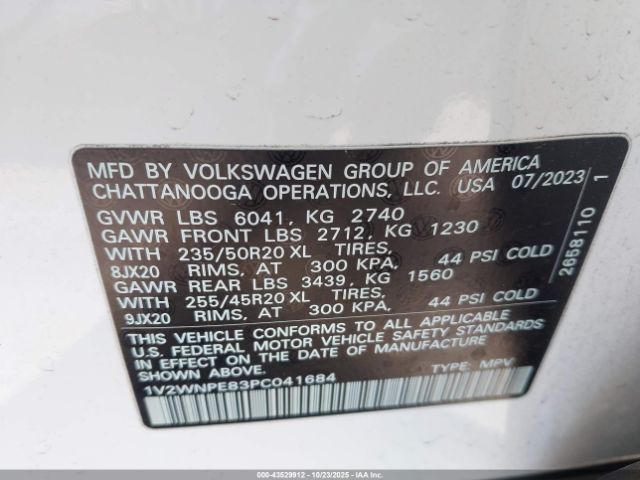 MFD BY VOLKSWAGEN GROUP OF AMERICA
CHATTANOOGA OPERATIONS, LLC. USA 07/2023
GVWR LBS 6041, KG 2740
GAWR FRONT LBS 2712, KG 1230
WITH 235/50R20 XL TIRES,
8JX20 RIMS, AT 300 KPA, 44 PSI COLD
GAWR REAR LBS 3439, KG 1560
WITH 255/45R20 XL TIRES,
9JX20 RIMS, AT 300 KPA, 44 PSI COLD
THIS VEHICLE CONFORMS TO ALL APPLICABLE
U.S. FEDERAL MOTOR VEHICLE SAFETY STANDARDS
IN EFFECT ON THE DATE OF MANUFACTURE
SHOWN ABOVE.
1V2WNPE83PC041684 TYPE: MPV
2658110 1
000-43529912 - 10/23/2025 - IAAI.COM